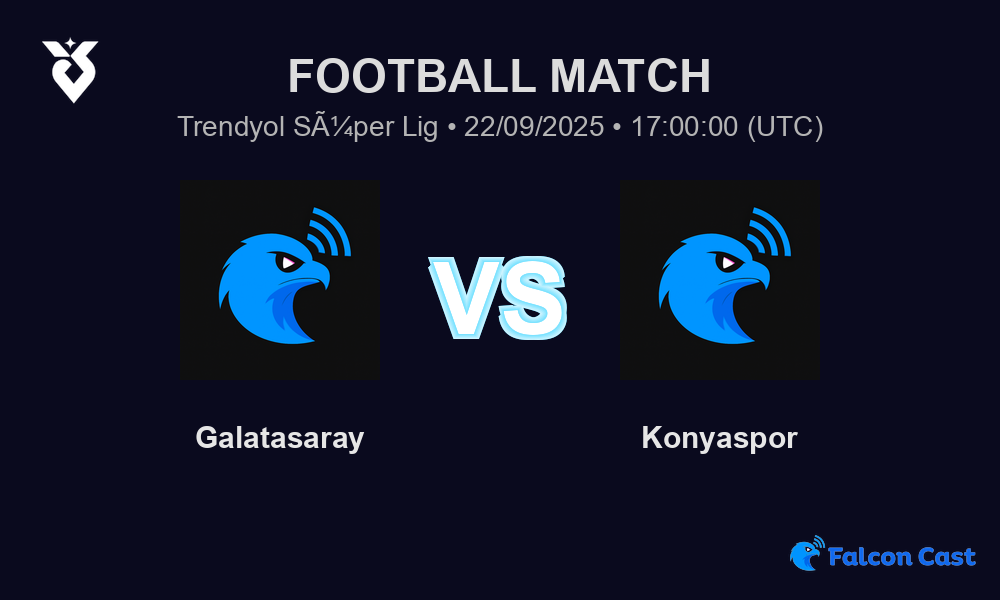 FOOTBALL MATCH
Trendyol SÃ¼per Lig • 22/09/2025 • 17:00:00 (UTC)
VS
Galatasaray
Konyaspor
Falcon Cast